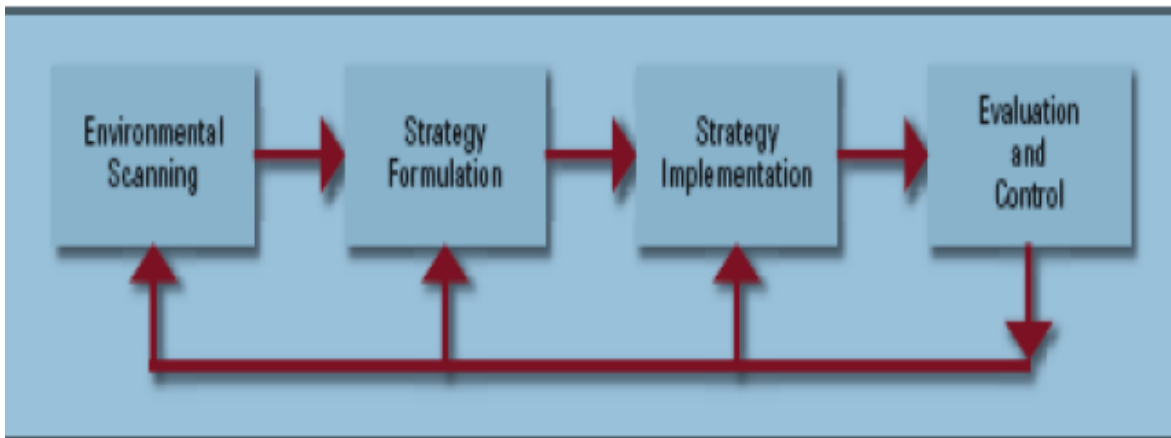 Environmental
Scanning
Strategy
Formulation
Strategy
Implementation
Evaluation
and
Control